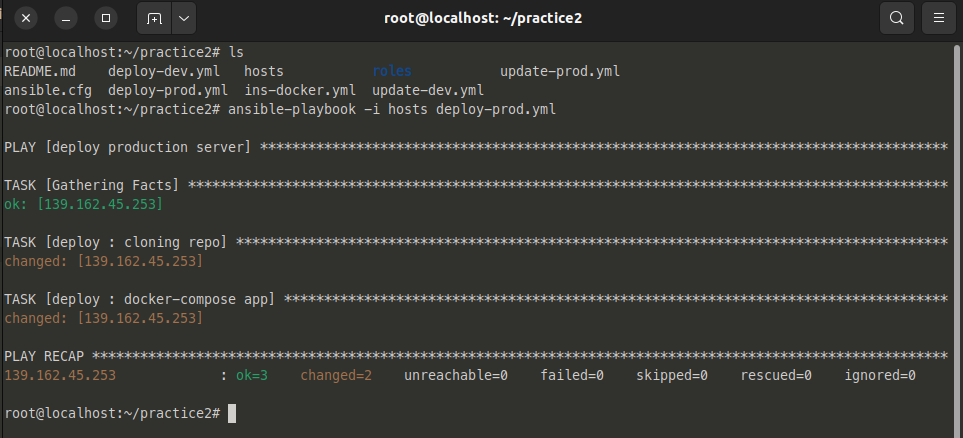 root@localhost: ~/practice2
root@localhost:~/practice2# ls
README.md    deploy-dev.yml   hosts           roles           update-prod.yml
ansible.cfg  deploy-prod.yml  ins-docker.yml  update-dev.yml
root@localhost:~/practice2# ansible-playbook -i hosts deploy-prod.yml
PLAY [deploy production server] **************************************************************************************
TASK [Gathering Facts] ***********************************************************************************************
ok: [139.162.45.253]
TASK [deploy : cloning repo] *****************************************************************************************
changed: [139.162.45.253]
TASK [deploy : docker-compose app] ***********************************************************************************
changed: [139.162.45.253]
PLAY RECAP ***********************************************************************************************************
139.162.45.253             : ok=3    changed=2    unreachable=0    failed=0    skipped=0    rescued=0    ignored=0
root@localhost:~/practice2#